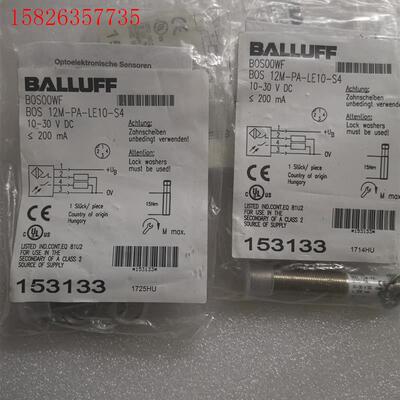 15826357735
Optoelektronische Sensoren
BALLUFF
BOS00WF
BOS 12M-PA-LE10-S4
10-30 V DC
≤ 200 mA
Achtung:
Zahnscheiben
unbedingt verwenden!
Attention:
Lock washers
must be used!
+UB
0V
15Nm
M max.
1 Stück/ piece
Country of origin
Hungary
CE
LISTED IND.CONT.EQ 81U2
FOR USE IN THE
SECONDARY OF A CLASS 2
SOURCE OF SUPPLY
*153133*
153133
1725HU
BALLUFF
BOS00WF
BOS 12M-PA-LE10-S4
10-30 V DC
≤ 200 mA
Achtung:
Zahnscheiben
unbedingt verwenden!
Attention:
Lock washers
must be used!
+UB
0V
15Nm
M max.
1 Stück/ piece
Country of origin
Hungary
CE
LISTED IND.CONT.EQ 81U2
FOR USE IN THE
SECONDARY OF A CLASS 2
SOURCE OF SUPPLY
*153133*
153133
1714HU